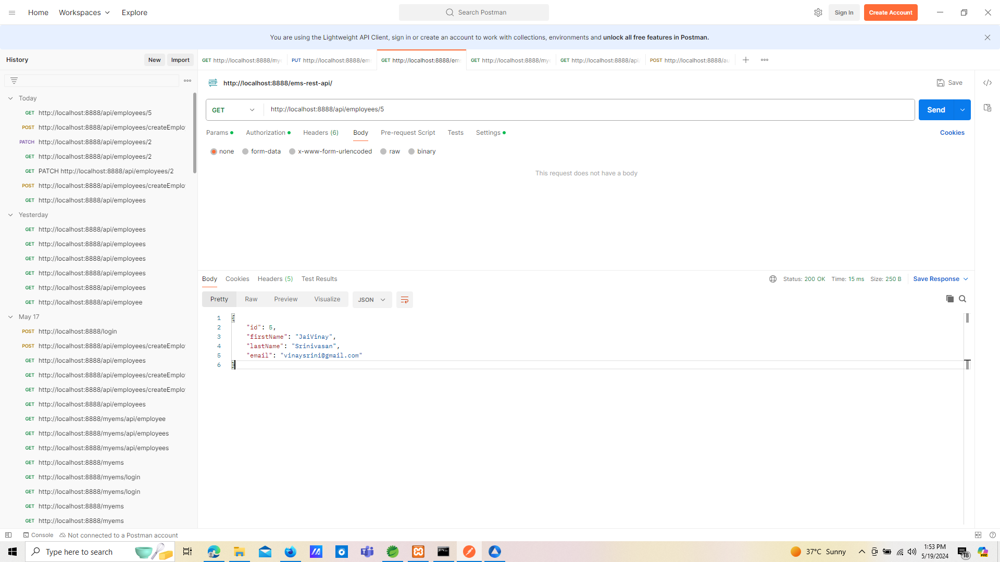 Home Workspaces Explore
Search Postman
Sign In Create Account
You are using the Lightweight API Client, sign in or create an account to work with collections, environments and unlock all free features in Postman.
History New Import
GET http://localhost:8888/my PUT http://localhost:8888/em GET http://localhost:8888/em GET http://localhost:8888/my GET http://localhost:8888/api POST http://localhost:8888/au
HTTP http://localhost:8888/ems-rest-api/
Save
GET http://localhost:8888/api/employees/5
Send
Params Authorization Headers (6) Body Pre-request Script Tests Settings
Cookies
none form-data x-www-form-urlencoded raw binary
This request does not have a body
Today
GET http://localhost:8888/api/employees/5
POST http://localhost:8888/api/employees/createEmplo
PATCH http://localhost:8888/api/employees/2
GET http://localhost:8888/api/employees/2
GET PATCH http://localhost:8888/api/employees/2
POST http://localhost:8888/api/employees/createEmplo
GET http://localhost:8888/api/employees
Yesterday
GET http://localhost:8888/api/employees
GET http://localhost:8888/api/employees
GET http://localhost:8888/api/employees
GET http://localhost:8888/api/employees
GET http://localhost:8888/api/employees
GET http://localhost:8888/api/employee
May 17
POST http://localhost:8888/login
POST http://localhost:8888/api/employees/createEmplo
GET http://localhost:8888/api/employees
GET http://localhost:8888/api/employees/createEmplo
GET http://localhost:8888/api/employees/createEmplo
GET http://localhost:8888/api/employees
GET http://localhost:8888/myems/api/employee
GET http://localhost:8888/myems/api/employees
GET http://localhost:8888/myems/api/employees
GET http://localhost:8888/myems
GET http://localhost:8888/myems/login
GET http://localhost:8888/myems/login
GET http://localhost:8888/myems
GET http://localhost:8888/myems
Body Cookies Headers (5) Test Results
Status: 200 OK Time: 15 ms Size: 250 B Save Response
Pretty Raw Preview Visualize JSON
1 {
2 "id": 5,
3 "firstName": "JaiVinay",
4 "lastName": "Srinivasan",
5 "email": "vinaysrini@gmail.com"
6 }
Console Not connected to a Postman account
Type here to search
37°C Sunny
1:53 PM
5/19/2024
18
PRE